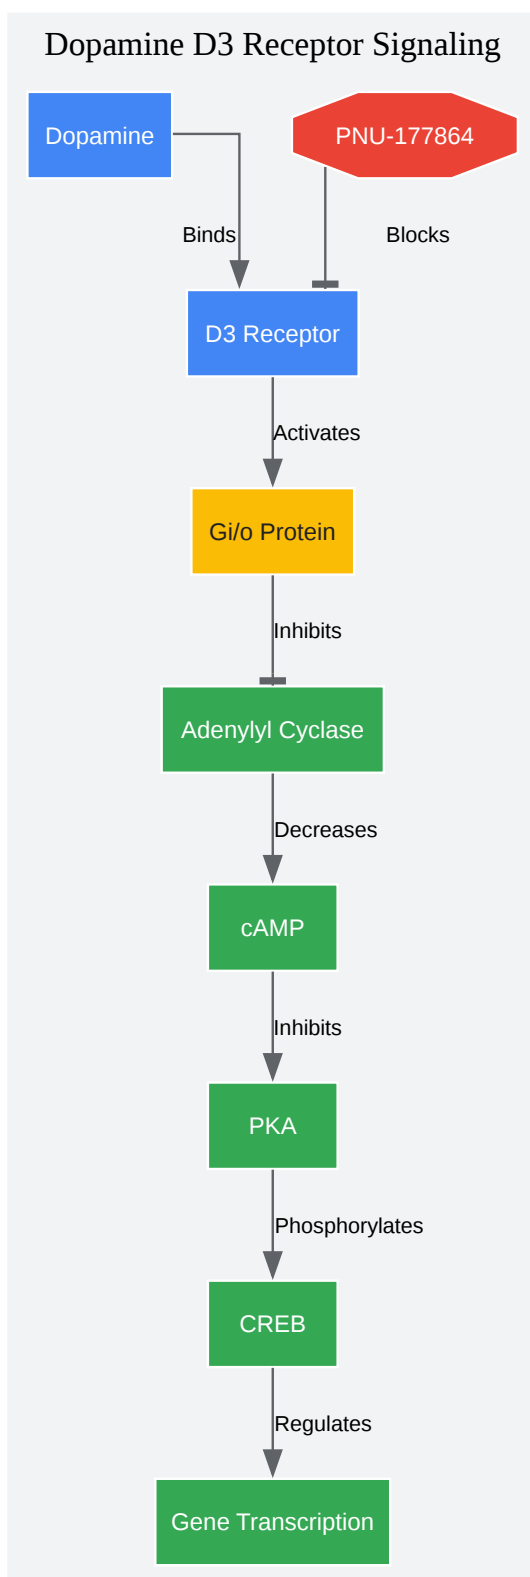 Dopamine D3 Receptor Signaling
Dopamine
PNU-177864
Binds
Blocks
D3 Receptor
Activates
Gi/o Protein
Inhibits
Adenylyl Cyclase
Decreases
cAMP
Inhibits
PKA
Phosphorylates
CREB
Regulates
Gene Transcription